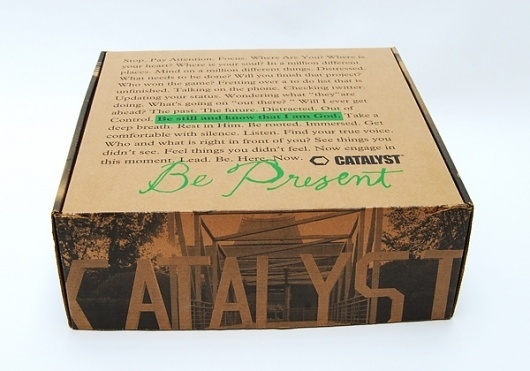 Stop. Pay Attention. Focus. Where Are You? Where is
your heart? Where is your soul? In a million different
places. Mind on a million different things. Distressed.
What needs to be done? Will you finish that project?
Who won the game? Fretting over a to do list that is
unfinished. Talking on the phone. Checking twitter.
Updating your status. Wondering what "they" are
doing. What's going on "out there? " Will I ever get
ahead? The past. The future. Distracted. Out of
Control. Be still and know that I am God. Take a
deep breath. Rest in Him. Be rooted. Immersed. Get
comfortable with silence. Listen. Find your true voice.
Who and what is right in front of you? See things you
didn't see. Feel things you didn't feel. Now engage in
this moment. Lead. Be. Here. Now. CATALYST
Be Present
CATALYST